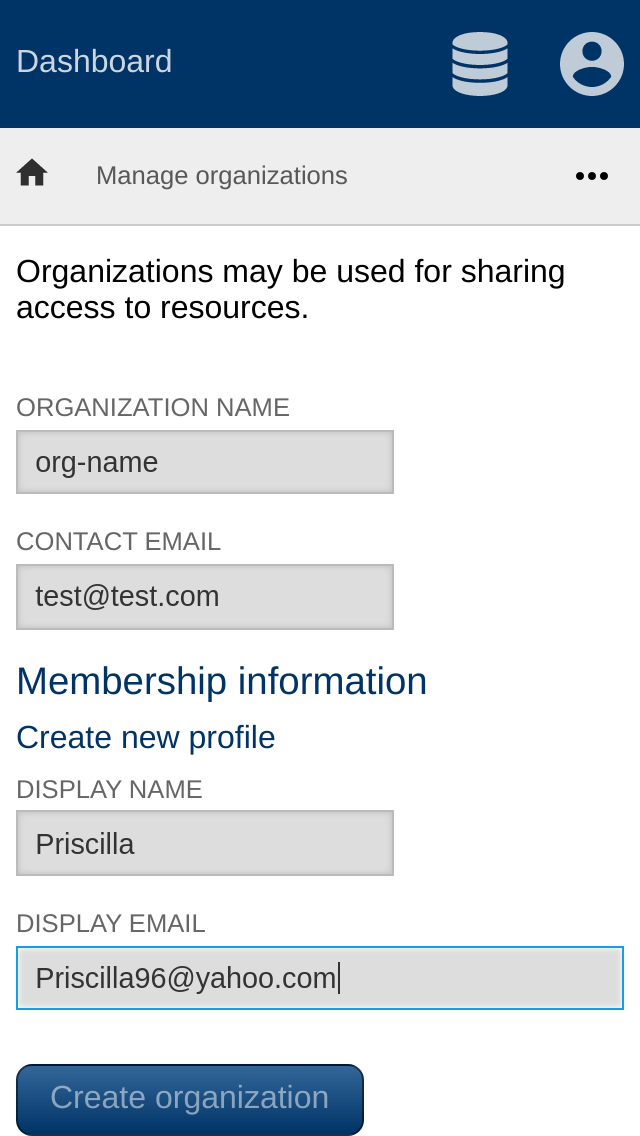 Dashboard
Manage organizations
Organizations may be used for sharing
access to resources.
ORGANIZATION NAME
org-name
CONTACT EMAIL
test@test.com
Membership information
Create new profile
DISPLAY NAME
Priscilla
DISPLAY EMAIL
Priscilla96@yahoo.com
Create organization